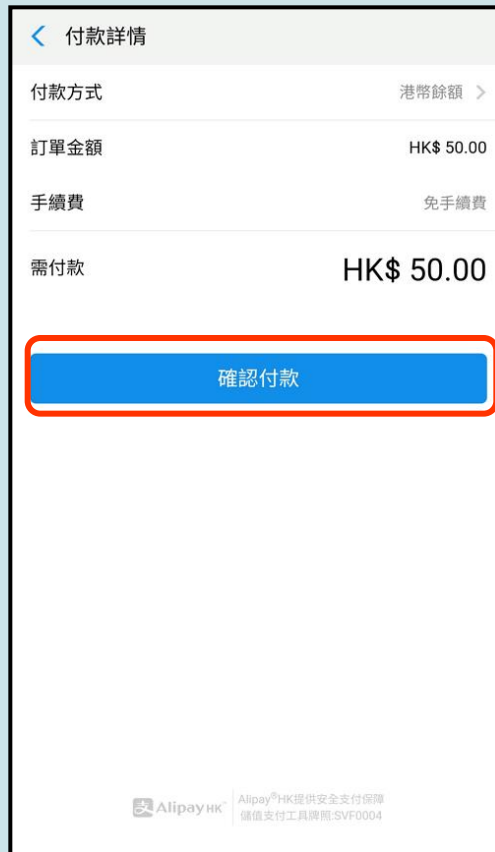 付款詳情
付款方式 港幣餘額
訂單金額 HK$ 50.00
手續費 免手續費
需付款 HK$ 50.00
確認付款
支 Alipay HK Alipay®HK提供安全支付保障
儲值支付工具牌照:SVF0004